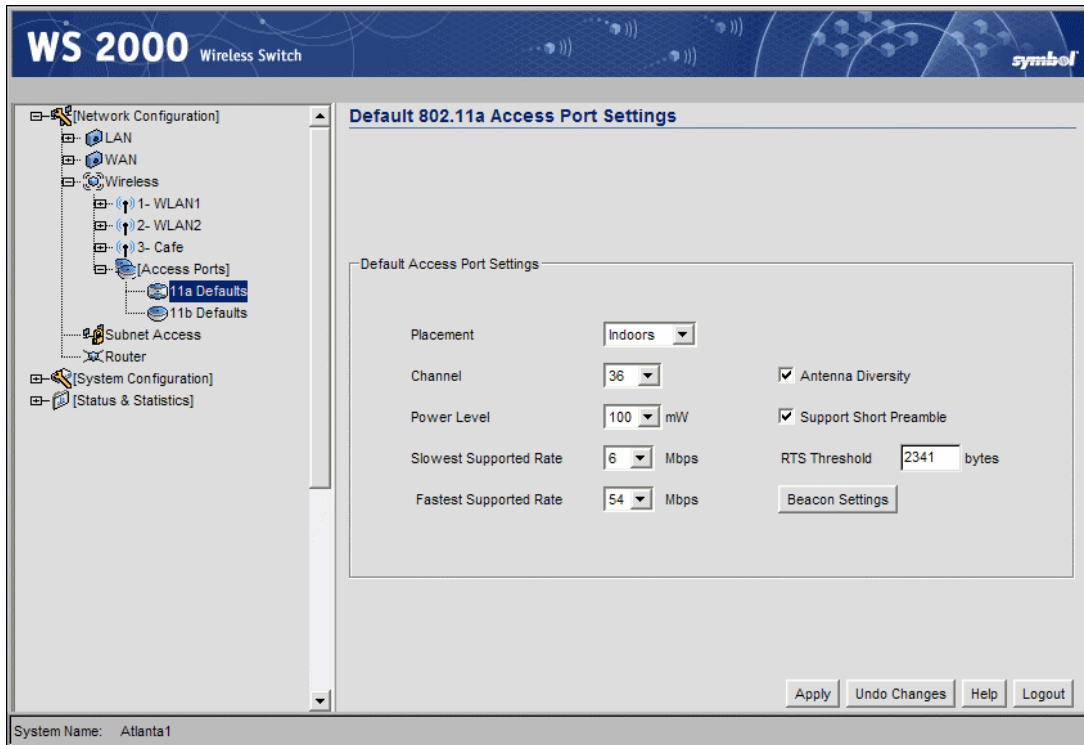 WS 2000 Wireless Switch
symbol
[Network Configuration]
LAN
WAN
Wireless
1- WLAN1
2- WLAN2
3- Cafe
[Access Ports]
11a Defaults
11b Defaults
Subnet Access
Router
[System Configuration]
[Status & Statistics]
Default 802.11a Access Port Settings
Default Access Port Settings
Placement Indoors
Channel 36 Antenna Diversity
Power Level 100 mW Support Short Preamble
Slowest Supported Rate 6 Mbps RTS Threshold 2341 bytes
Fastest Supported Rate 54 Mbps Beacon Settings
Apply Undo Changes Help Logout
System Name: Atlanta1